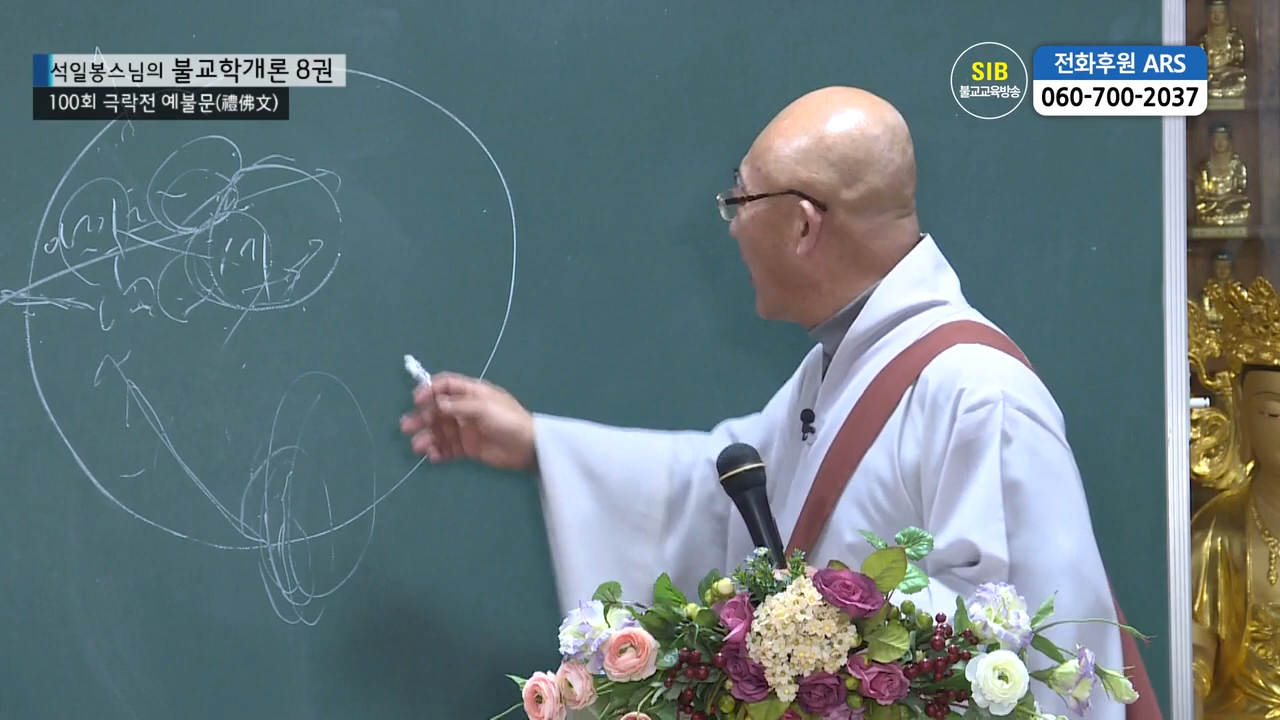 석일봉스님의 불교학개론 8권
100회 극락전 예불문(禮佛文)
SIB
불교교육방송
전화후원 ARS
060-700-2037